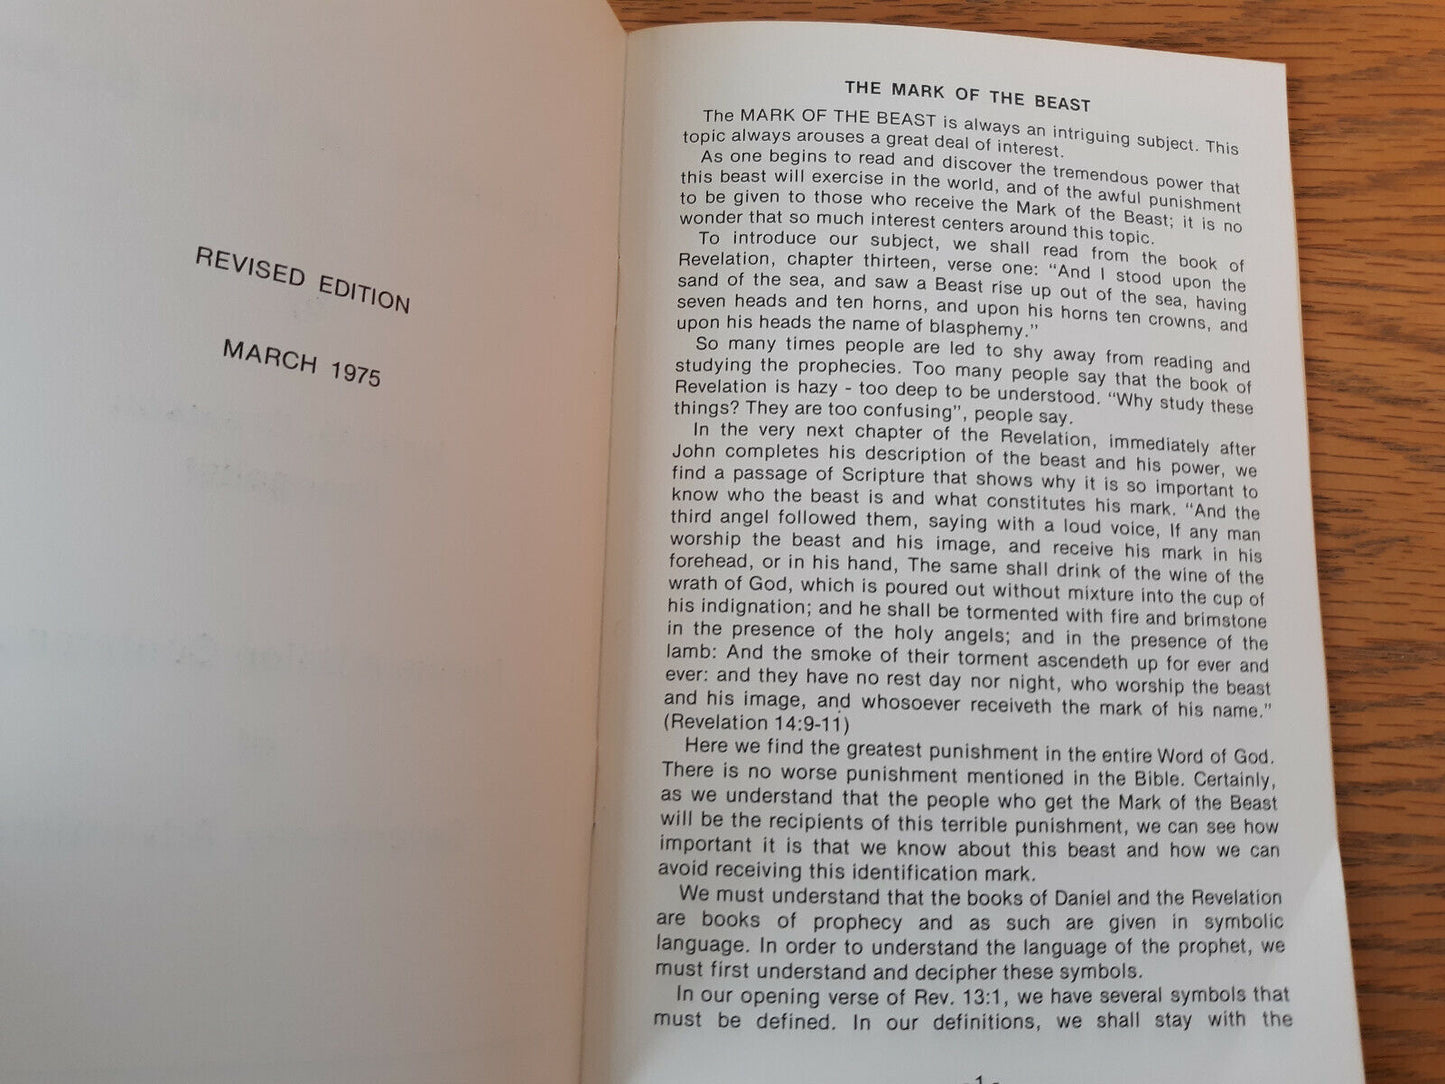 REVISED EDITION
MARCH 1975
THE MARK OF THE BEAST
The MARK OF THE BEAST is always an intriguing subject. This
topic always arouses a great deal of interest.
As one begins to read and discover the tremendous power that
this beast will exercise in the world, and of the awful punishment
to be given to those who receive the Mark of the Beast; it is no
wonder that so much interest centers around this topic.
To introduce our subject, we shall read from the book of
Revelation, chapter thirteen, verse one: "And I stood upon the
sand of the sea, and saw a Beast rise up out of the sea, having
seven heads and ten horns, and upon his horns ten crowns, and
upon his heads the name of blasphemy."
So many times people are led to shy away from reading and
studying the prophecies. Too many people say that the book of
Revelation is hazy - too deep to be understood. "Why study these
things? They are too confusing", people say.
In the very next chapter of the Revelation, immediately after
John completes his description of the beast and his power, we
find a passage of Scripture that shows why it is so important to
know who the beast is and what constitutes his mark. "And the
third angel followed them, saying with a loud voice, If any man
worship the beast and his image, and receive his mark in his
forehead, or in his hand, The same shall drink of the wine of the
wrath of God, which is poured out without mixture into the cup of
his indignation; and he shall be tormented with fire and brimstone
in the presence of the holy angels; and in the presence of the
lamb: And the smoke of their torment ascendeth up for ever and
ever: and they have no rest day nor night, who worship the beast
and his image, and whosoever receiveth the mark of his name."
(Revelation 14:9-11)
Here we find the greatest punishment in the entire Word of God.
There is no worse punishment mentioned in the Bible. Certainly,
as we understand that the people who get the Mark of the Beast
will be the recipients of this terrible punishment, we can see how
important it is that we know about this beast and how we can
avoid receiving this identification mark.
We must understand that the books of Daniel and the Revelation
are books of prophecy and as such are given in symbolic
language. In order to understand the language of the prophet, we
must first understand and decipher these symbols.
In our opening verse of Rev. 13:1, we have several symbols that
must be defined. In our definitions, we shall stay with the
- 1 -